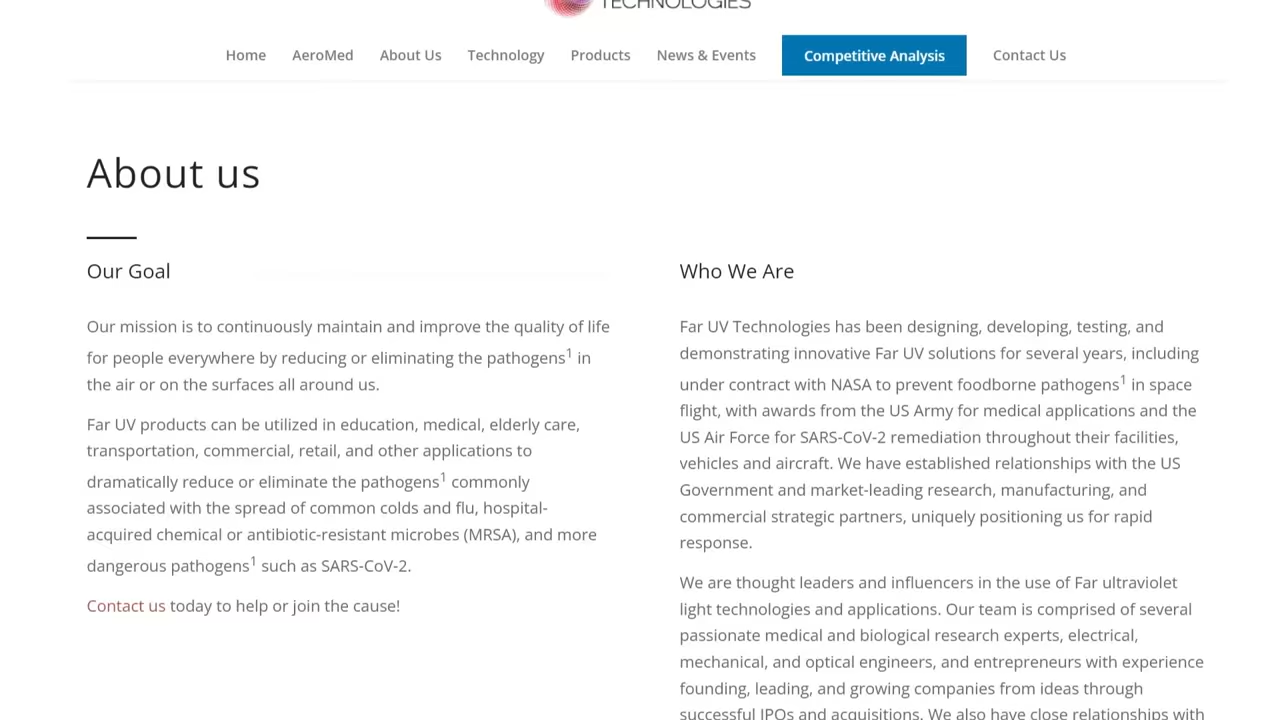 TECHNOLOGIES
Home AeroMed About Us Technology Products News & Events Competitive Analysis Contact Us
About us
Our Goal
Our mission is to continuously maintain and improve the quality of life
for people everywhere by reducing or eliminating the pathogens1 in
the air or on the surfaces all around us.
Far UV products can be utilized in education, medical, elderly care,
transportation, commercial, retail, and other applications to
dramatically reduce or eliminate the pathogens1 commonly
associated with the spread of common colds and flu, hospital-
acquired chemical or antibiotic-resistant microbes (MRSA), and more
dangerous pathogens1 such as SARS-CoV-2.
Contact us today to help or join the cause!
Who We Are
Far UV Technologies has been designing, developing, testing, and
demonstrating innovative Far UV solutions for several years, including
under contract with NASA to prevent foodborne pathogens1 in space
flight, with awards from the US Army for medical applications and the
US Air Force for SARS-CoV-2 remediation throughout their facilities,
vehicles and aircraft. We have established relationships with the US
Government and market-leading research, manufacturing, and
commercial strategic partners, uniquely positioning us for rapid
response.
We are thought leaders and influencers in the use of Far ultraviolet
light technologies and applications. Our team is comprised of several
passionate medical and biological research experts, electrical,
mechanical, and optical engineers, and entrepreneurs with experience
founding, leading, and growing companies from ideas through
successful IPOs and acquisitions. We also have close relationships with